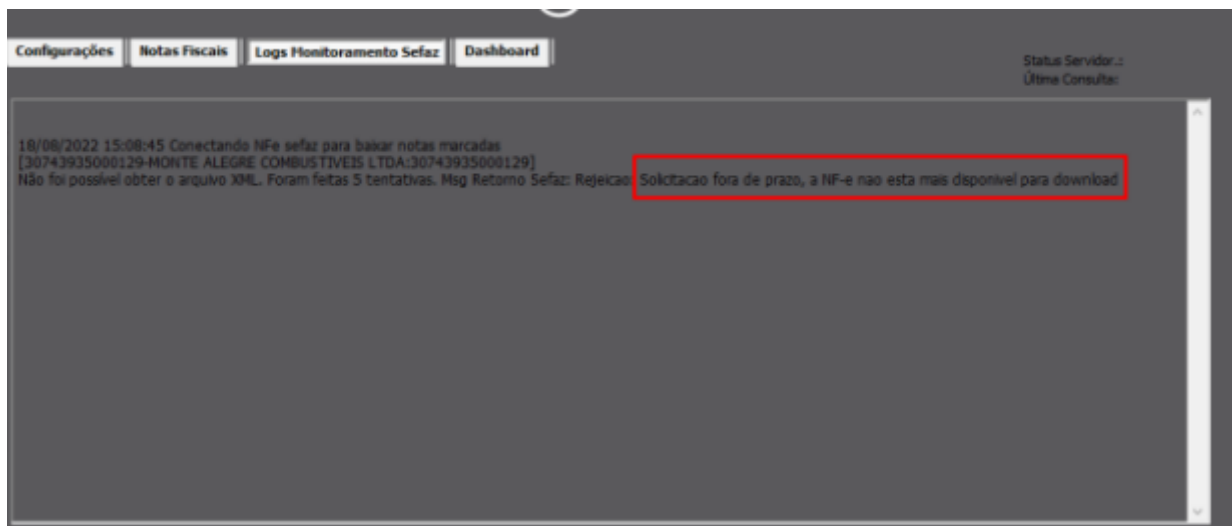 Configurações
Notas Fiscais
Logs Monitoramento Sefaz
Dashboard
Status Servidor..:
Última Consulta:
18/08/2022 15:08:45 Conectando NFe sefaz para baixar notas marcadas
[30743935000129-MONTE ALEGRE COMBUSTIVEIS LTDA:30743935000129]
Não foi possível obter o arquivo XML. Foram feitas 5 tentativas. Msg Retorno Sefaz: Rejeicao: Solicitacao fora de prazo, a NF-e nao esta mais disponivel para download